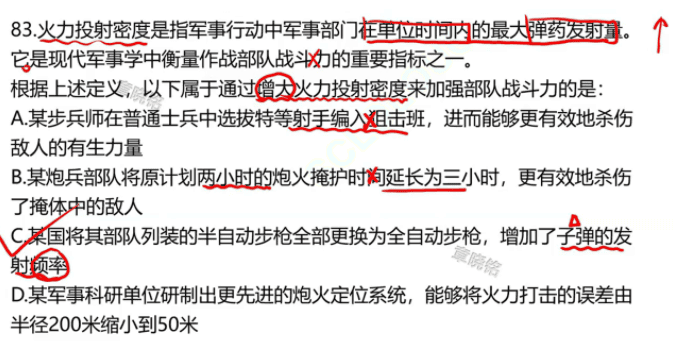 83.火力投射密度是指军事行动中军事部门在单位时间内的最大弹药发射量。
它是现代军事学中衡量作战部队战斗力的重要指标之一。
根据上述定义，以下属于通过增大火力投射密度来加强部队战斗力的是：
A.某步兵师在普通士兵中选拔特等射手编入狙击班，进而能够更有效地杀伤
敌人的有生力量
B.某炮兵部队将原计划两小时的炮火掩护时间延长为三小时，更有效地杀伤
了掩体中的敌人
C.某国将其部队列装的半自动步枪全部更换为全自动步枪，增加了子弹的发
射频率
D.某军事科研单位研制出更先进的炮火定位系统，能够将火力打击的误差由
半径200米缩小到50米
章晓铭
章晓铭